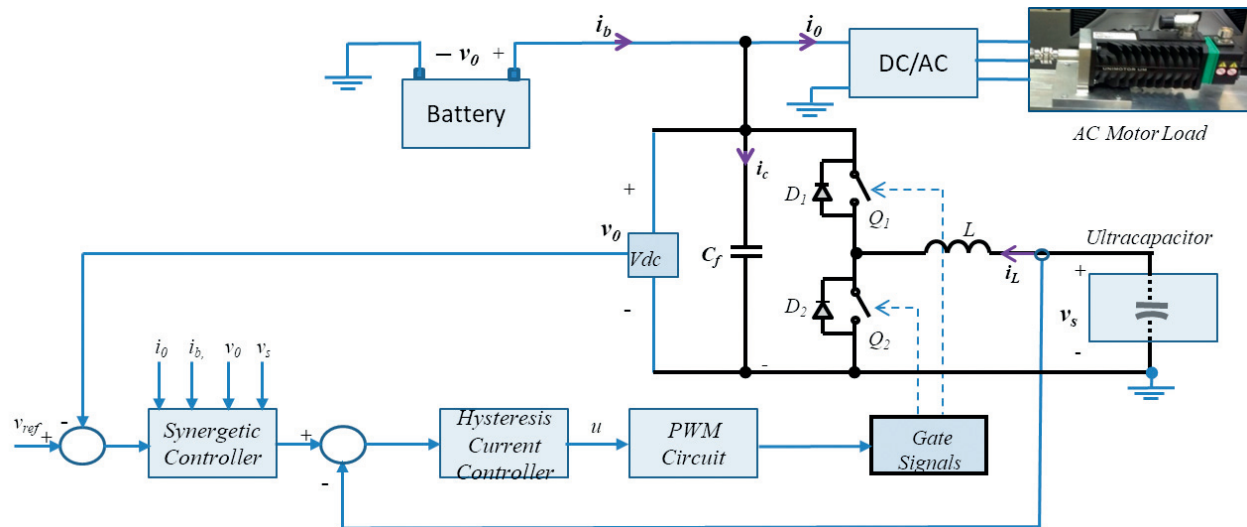 i_b
i_0
− v_0 +
Battery
DC/AC
AC Motor Load
i_c
+
v_0
Vdc
-
C_f
D_1
Q_1
D_2
Q_2
L
i_L
Ultracapacitor
+
v_s
-
-
i_0 i_b, v_0 v_s
v_ref
+
-
Synergetic
Controller
+
-
Hysteresis
Current
Controller
u
PWM
Circuit
Gate
Signals